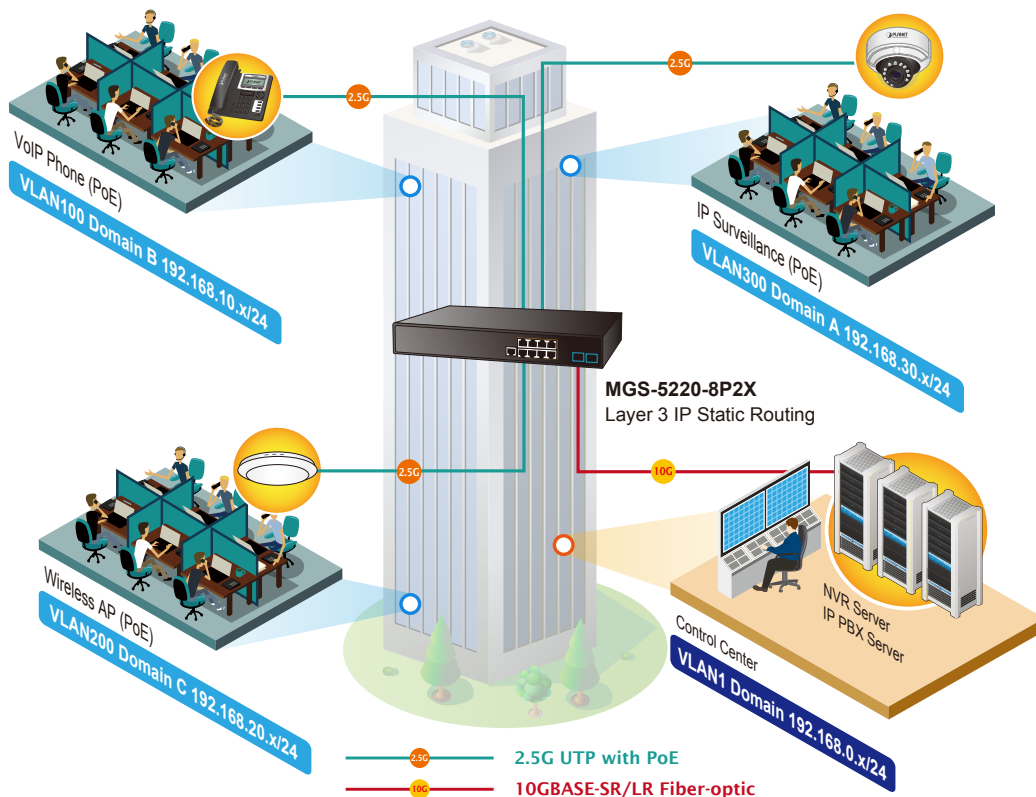 2.5G
2.5G
PLANET
VoIP Phone (PoE)
VLAN100 Domain B 192.168.10.x/24
IP Surveillance (PoE)
VLAN300 Domain A 192.168.30.x/24
MGS-5220-8P2X
Layer 3 IP Static Routing
2.5G
10G
Wireless AP (PoE)
VLAN200 Domain C 192.168.20.x/24
NVR Server
IP PBX Server
Control Center
VLAN1 Domain 192.168.0.x/24
2.5G
2.5G UTP with PoE
10G
10GBASE-SR/LR Fiber-optic